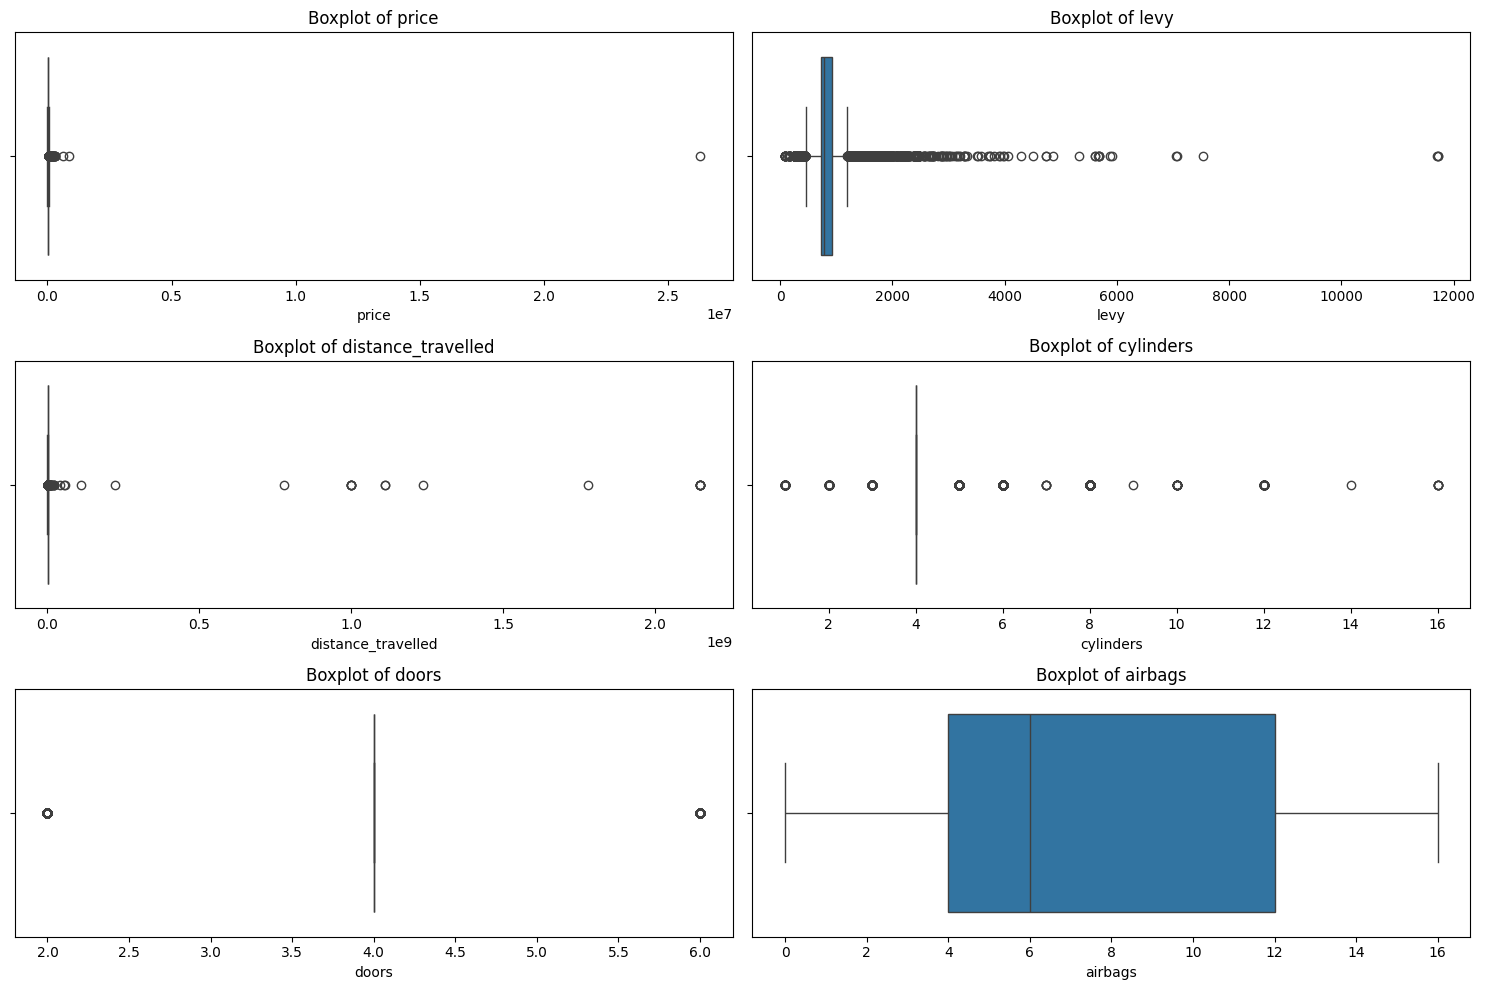 Boxplot of price
0.0 0.5 1.0 1.5 2.0 2.5
1e7
price
Boxplot of levy
0 2000 4000 6000 8000 10000 12000
levy
Boxplot of distance_travelled
0.0 0.5 1.0 1.5 2.0
1e9
distance_travelled
Boxplot of cylinders
2 4 6 8 10 12 14 16
cylinders
Boxplot of doors
2.0 2.5 3.0 3.5 4.0 4.5 5.0 5.5 6.0
doors
Boxplot of airbags
0 2 4 6 8 10 12 14 16
airbags